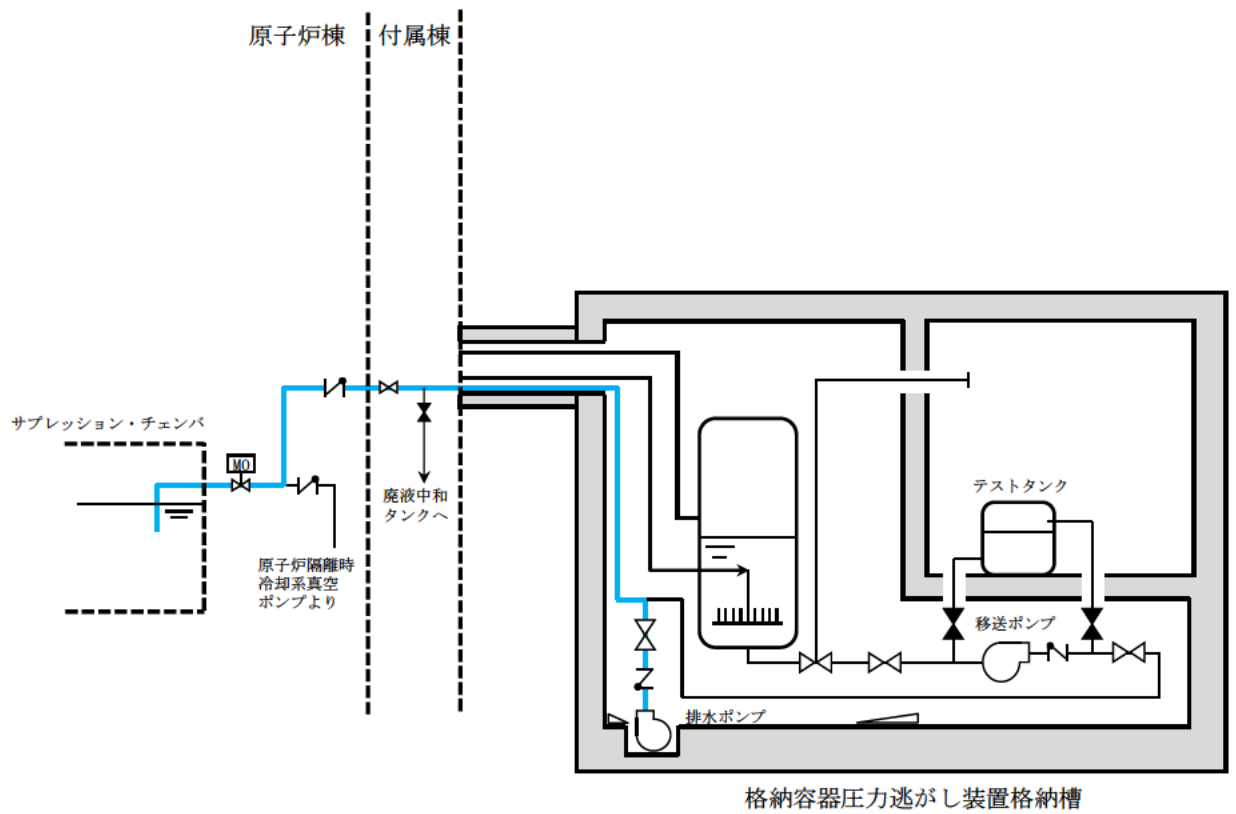 原子炉棟
付属棟
サプレッション・チェンバ
MO
廃液中和
タンクへ
原子炉隔離時
冷却系真空
ポンプより
テストタンク
移送ポンプ
排水ポンプ
格納容器圧力逃がし装置格納槽